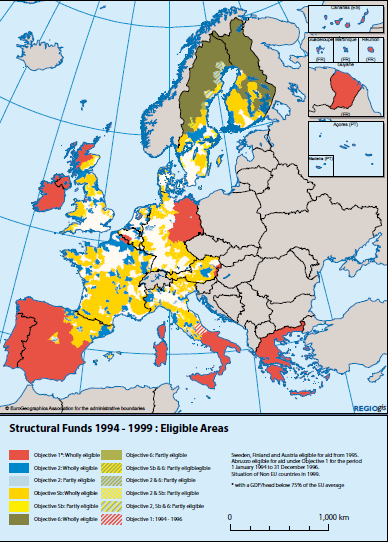 Canarias (ES)
Guadeloupe Martinique Réunion
(FR) (FR) (FR)
Guyane
(FR)
Açores (PT)
Madeira (PT)
© EuroGeographics Association for the administrative boundaries
REGIOgis
Structural Funds 1994 - 1999 : Eligible Areas
Objective 1*: Wholly eligible
Objective 2: Wholly eligible
Objective 2: Partly eligible
Objective 5b: Wholly eligible
Objective 5b: Partly eligible
Objective 6: Wholly eligible
Objective 6: Partly eligible
Objective 5b & 6: Partly eligible
Objective 2 & 6: Partly eligible
Objective 2 & 5b: Partly eligible
Objective 2, 5b & 6: Partly eligible
Objective 1: 1994 - 1996
Sweden, Finland and Austria eligible for aid from 1995.
Abruzzo eligible for aid under Objective 1 for the period
1 January 1994 to 31 December 1996.
Situation of Non EU countries in 1999.
* with a GDP/head below 75% of the EU average
0 1,000 km